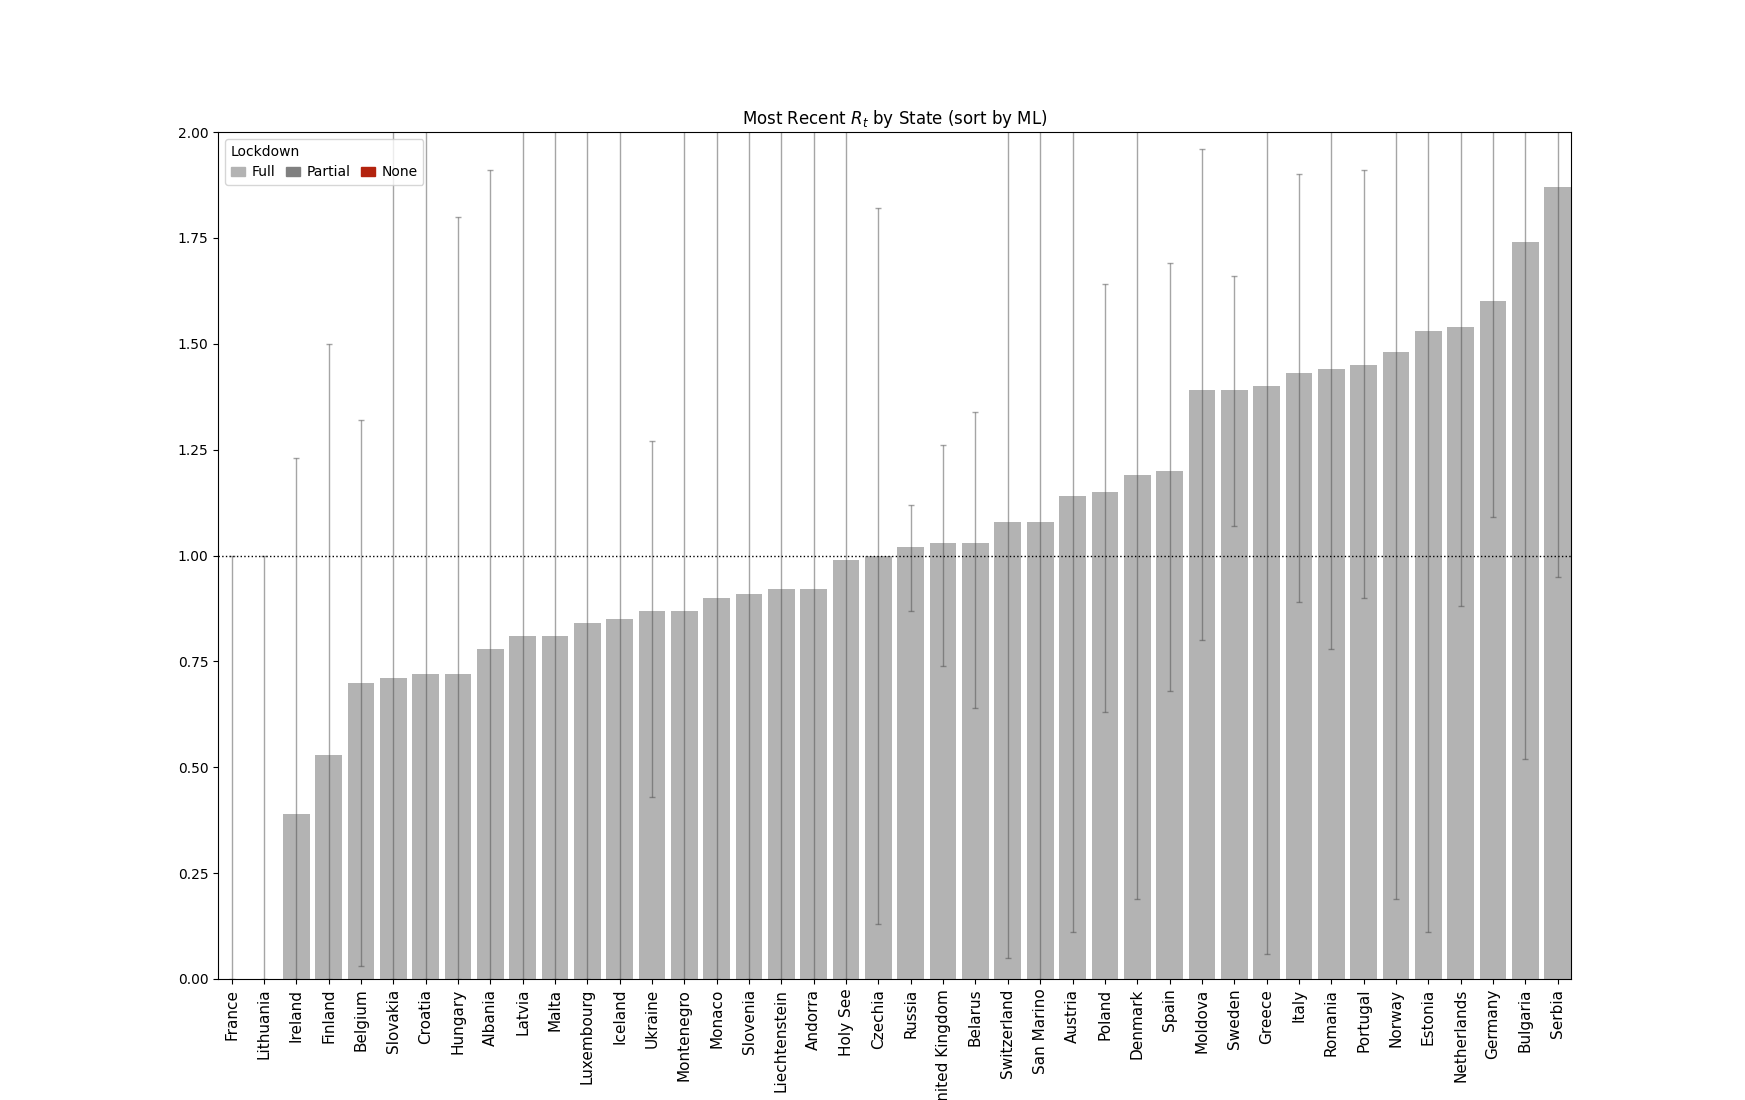 Most Recent R_t by State (sort by ML)
Lockdown
Full Partial None
2.00
1.75
1.50
1.25
1.00
0.75
0.50
0.25
0.00
France
Lithuania
Ireland
Finland
Belgium
Slovakia
Croatia
Hungary
Albania
Latvia
Malta
Luxembourg
Iceland
Ukraine
Montenegro
Monaco
Slovenia
Liechtenstein
Andorra
Holy See
Czechia
Russia
nited Kingdom
Belarus
Switzerland
San Marino
Austria
Poland
Denmark
Spain
Moldova
Sweden
Greece
Italy
Romania
Portugal
Norway
Estonia
Netherlands
Germany
Bulgaria
Serbia